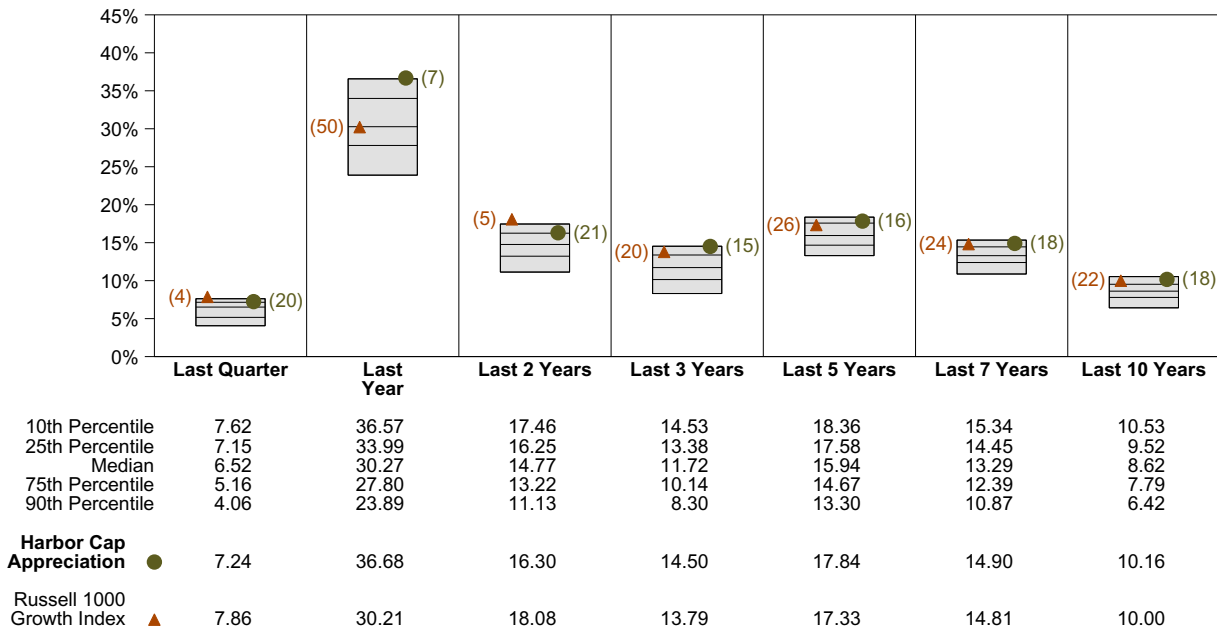 45%
40%
35%
30%
25%
20%
15%
10%
5%
0%
(4) (20)
(50) (7)
(5) (21)
(20) (15)
(26) (16)
(24) (18)
(22) (18)
Last Quarter Last Year Last 2 Years Last 3 Years Last 5 Years Last 7 Years Last 10 Years
10th Percentile 7.62 36.57 17.46 14.53 18.36 15.34 10.53
25th Percentile 7.15 33.99 16.25 13.38 17.58 14.45 9.52
Median 6.52 30.27 14.77 11.72 15.94 13.29 8.62
75th Percentile 5.16 27.80 13.22 10.14 14.67 12.39 7.79
90th Percentile 4.06 23.89 11.13 8.30 13.30 10.87 6.42
Harbor Cap
Appreciation 7.24 36.68 16.30 14.50 17.84 14.90 10.16
Russell 1000
Growth Index 7.86 30.21 18.08 13.79 17.33 14.81 10.00